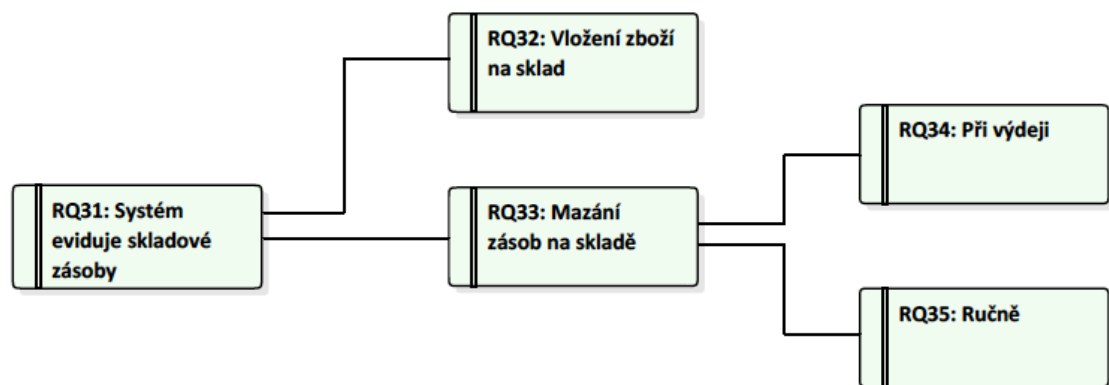 RQ32: Vložení zboží
na sklad
RQ34: Při výdeji
RQ31: Systém
eviduje skladové
zásoby
RQ33: Mazání
zásob na skladě
RQ35: Ručně